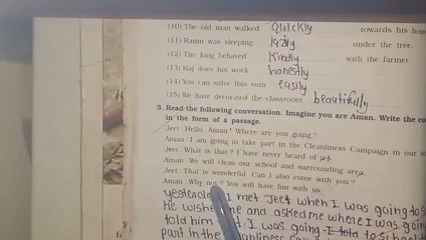 (10) The old man walked Quickly towards his hou
(11) Ramu was sleeping lazily under the tree.
(12) The king behaved Kindly with the farmer
(13) Raj does his work honestly
(14) You can solve this sum easily
(15) We have decorated the classroom beautifully
3. Read the following conversation. Imagine you are Aman. Write the co
in the form of a passage.
Jeet : Hello, Aman! Where are you going?
Aman : I am going to take part in the Cleanliness Campaign in our s
Jeet : What is that? I have never heard of it.
Aman : We will clean our school and surrounding area.
Jeet : That is wonderful. Can I also come with you?
Aman : Why not? You will have fun with us.
yesterday I met Jeet when I was going to s
He wishe me and asked me where I was goin
told him I was going I told to school
part in the